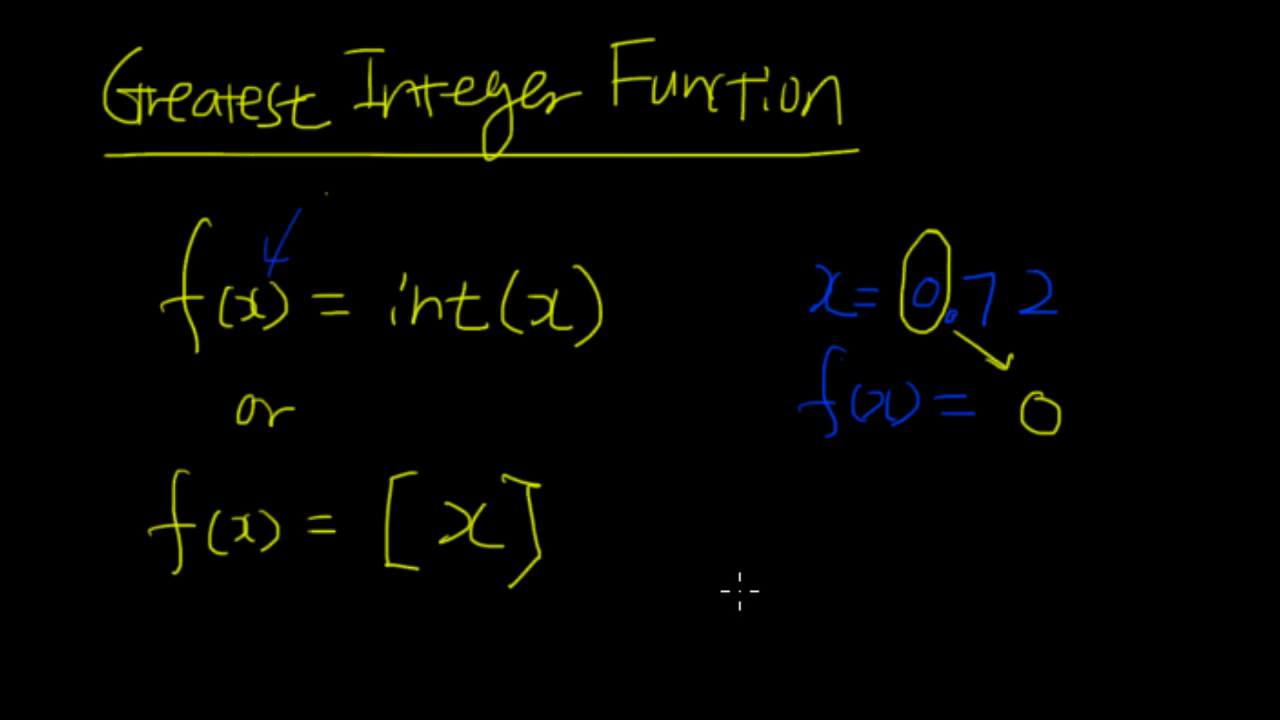 Greatest Integer Function
f(x) = int(x)
or
f(x) = [x]
x = 0.72
f(x) = 0